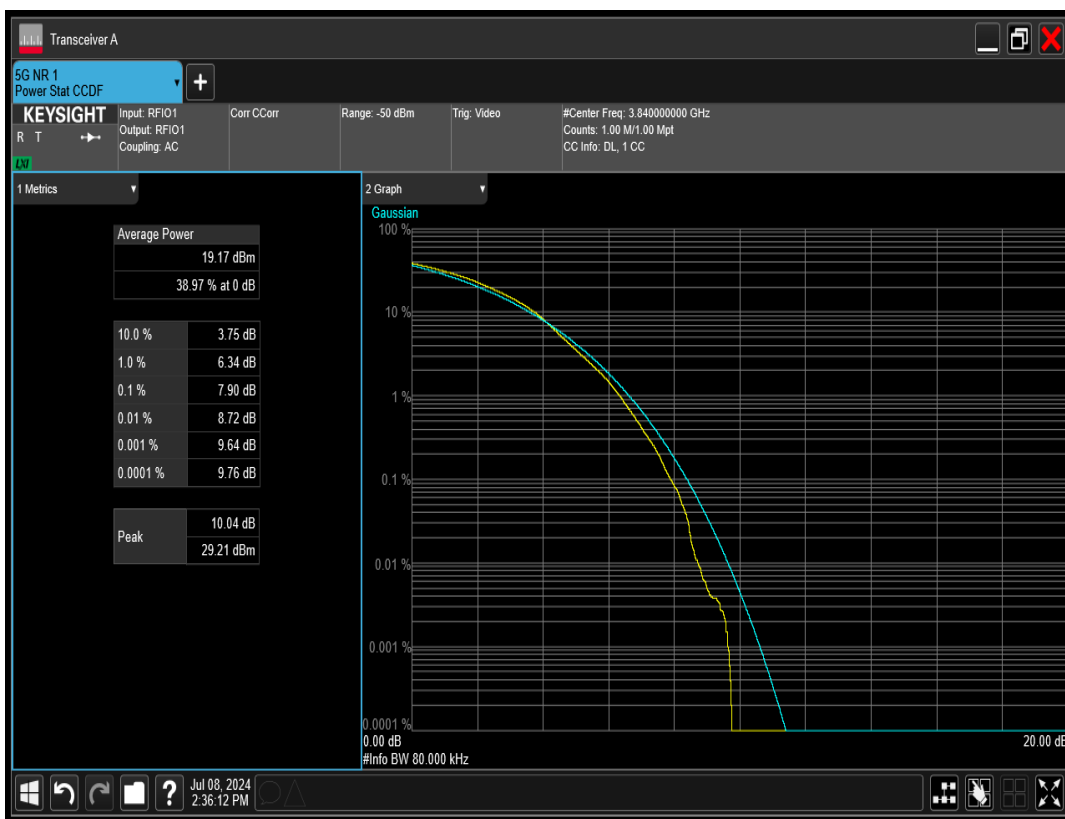 Transceiver A
5G NR 1
Power Stat CCDF
+
KEYSIGHT
R T
LXI
Input: RFIO1
Output: RFIO1
Coupling: AC
Corr CCorr
Range: -50 dBm
Trig: Video
#Center Freq: 3.840000000 GHz
Counts: 1.00 M/1.00 Mpt
CC Info: DL, 1 CC
1 Metrics
Average Power
19.17 dBm
38.97 % at 0 dB
10.0 % 3.75 dB
1.0 % 6.34 dB
0.1 % 7.90 dB
0.01 % 8.72 dB
0.001 % 9.64 dB
0.0001 % 9.76 dB
Peak
10.04 dB
29.21 dBm
2 Graph
Gaussian
100 %
10 %
1 %
0.1 %
0.01 %
0.001 %
0.0001 %
0.00 dB
20.00 dB
#Info BW 80.000 kHz
?
Jul 08, 2024
2:36:12 PM